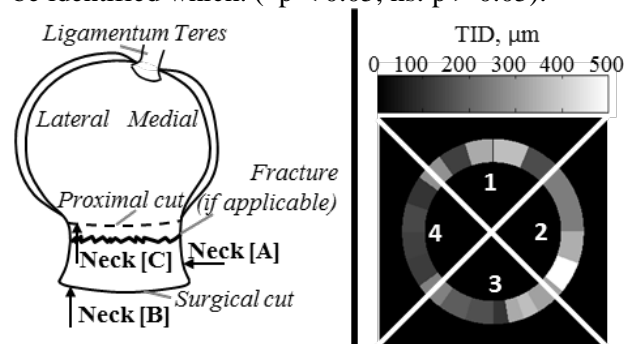 be identified which. (*p < 0.05, ns: p > 0.05).
Ligamentum Teres
Lateral Medial
Fracture
Proximal cut (if applicable)
Neck [C]
Neck [A]
Surgical cut
Neck [B]
TID, μm
0 100 200 300 400 500
1
2
3
4